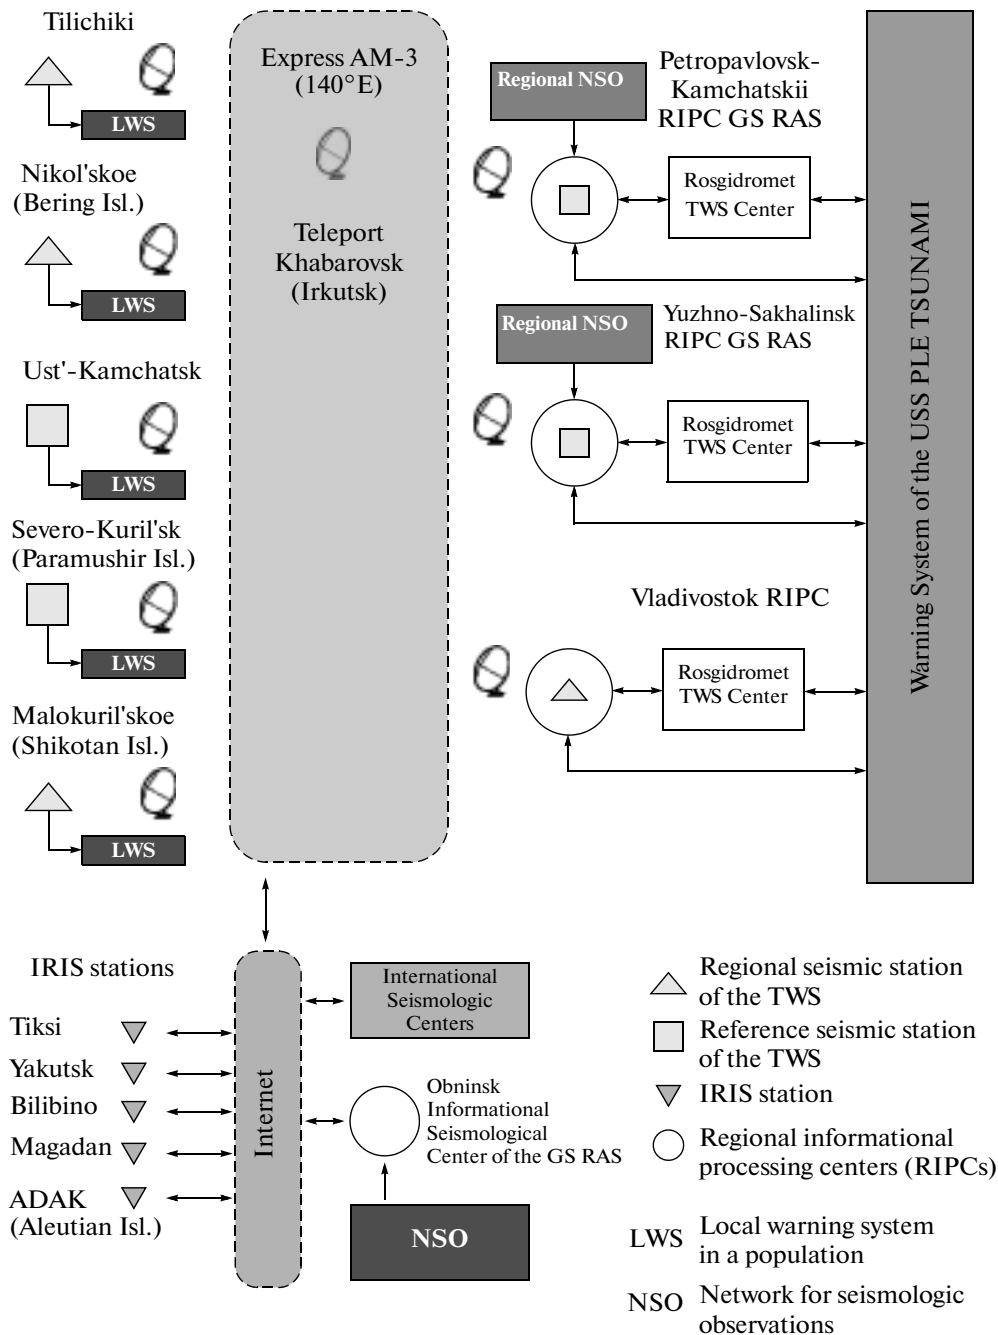 Tilichiki
LWS
Nikol'skoe
(Bering Isl.)
LWS
Ust'-Kamchatsk
LWS
Severo-Kuril'sk
(Paramushir Isl.)
LWS
Malokuril'skoe
(Shikotan Isl.)
LWS
Express AM-3
(140°E)
Teleport
Khabarovsk
(Irkutsk)
Regional NSO
Petropavlovsk-
Kamchatskii
RIPC GS RAS
Rosgidromet
TWS Center
Regional NSO
Yuzhno-Sakhalinsk
RIPC GS RAS
Rosgidromet
TWS Center
Vladivostok RIPC
Rosgidromet
TWS Center
Warning System of the USS PLE TSUNAMI
IRIS stations
Tiksi
Yakutsk
Bilibino
Magadan
ADAK
(Aleutian Isl.)
Internet
International
Seismologic
Centers
Obninsk
Informational
Seismological
Center of the GS RAS
NSO
Regional seismic station
of the TWS
Reference seismic station
of the TWS
IRIS station
Regional informational
processing centers (RIPCs)
LWS Local warning system
in a population
NSO Network for seismologic
observations